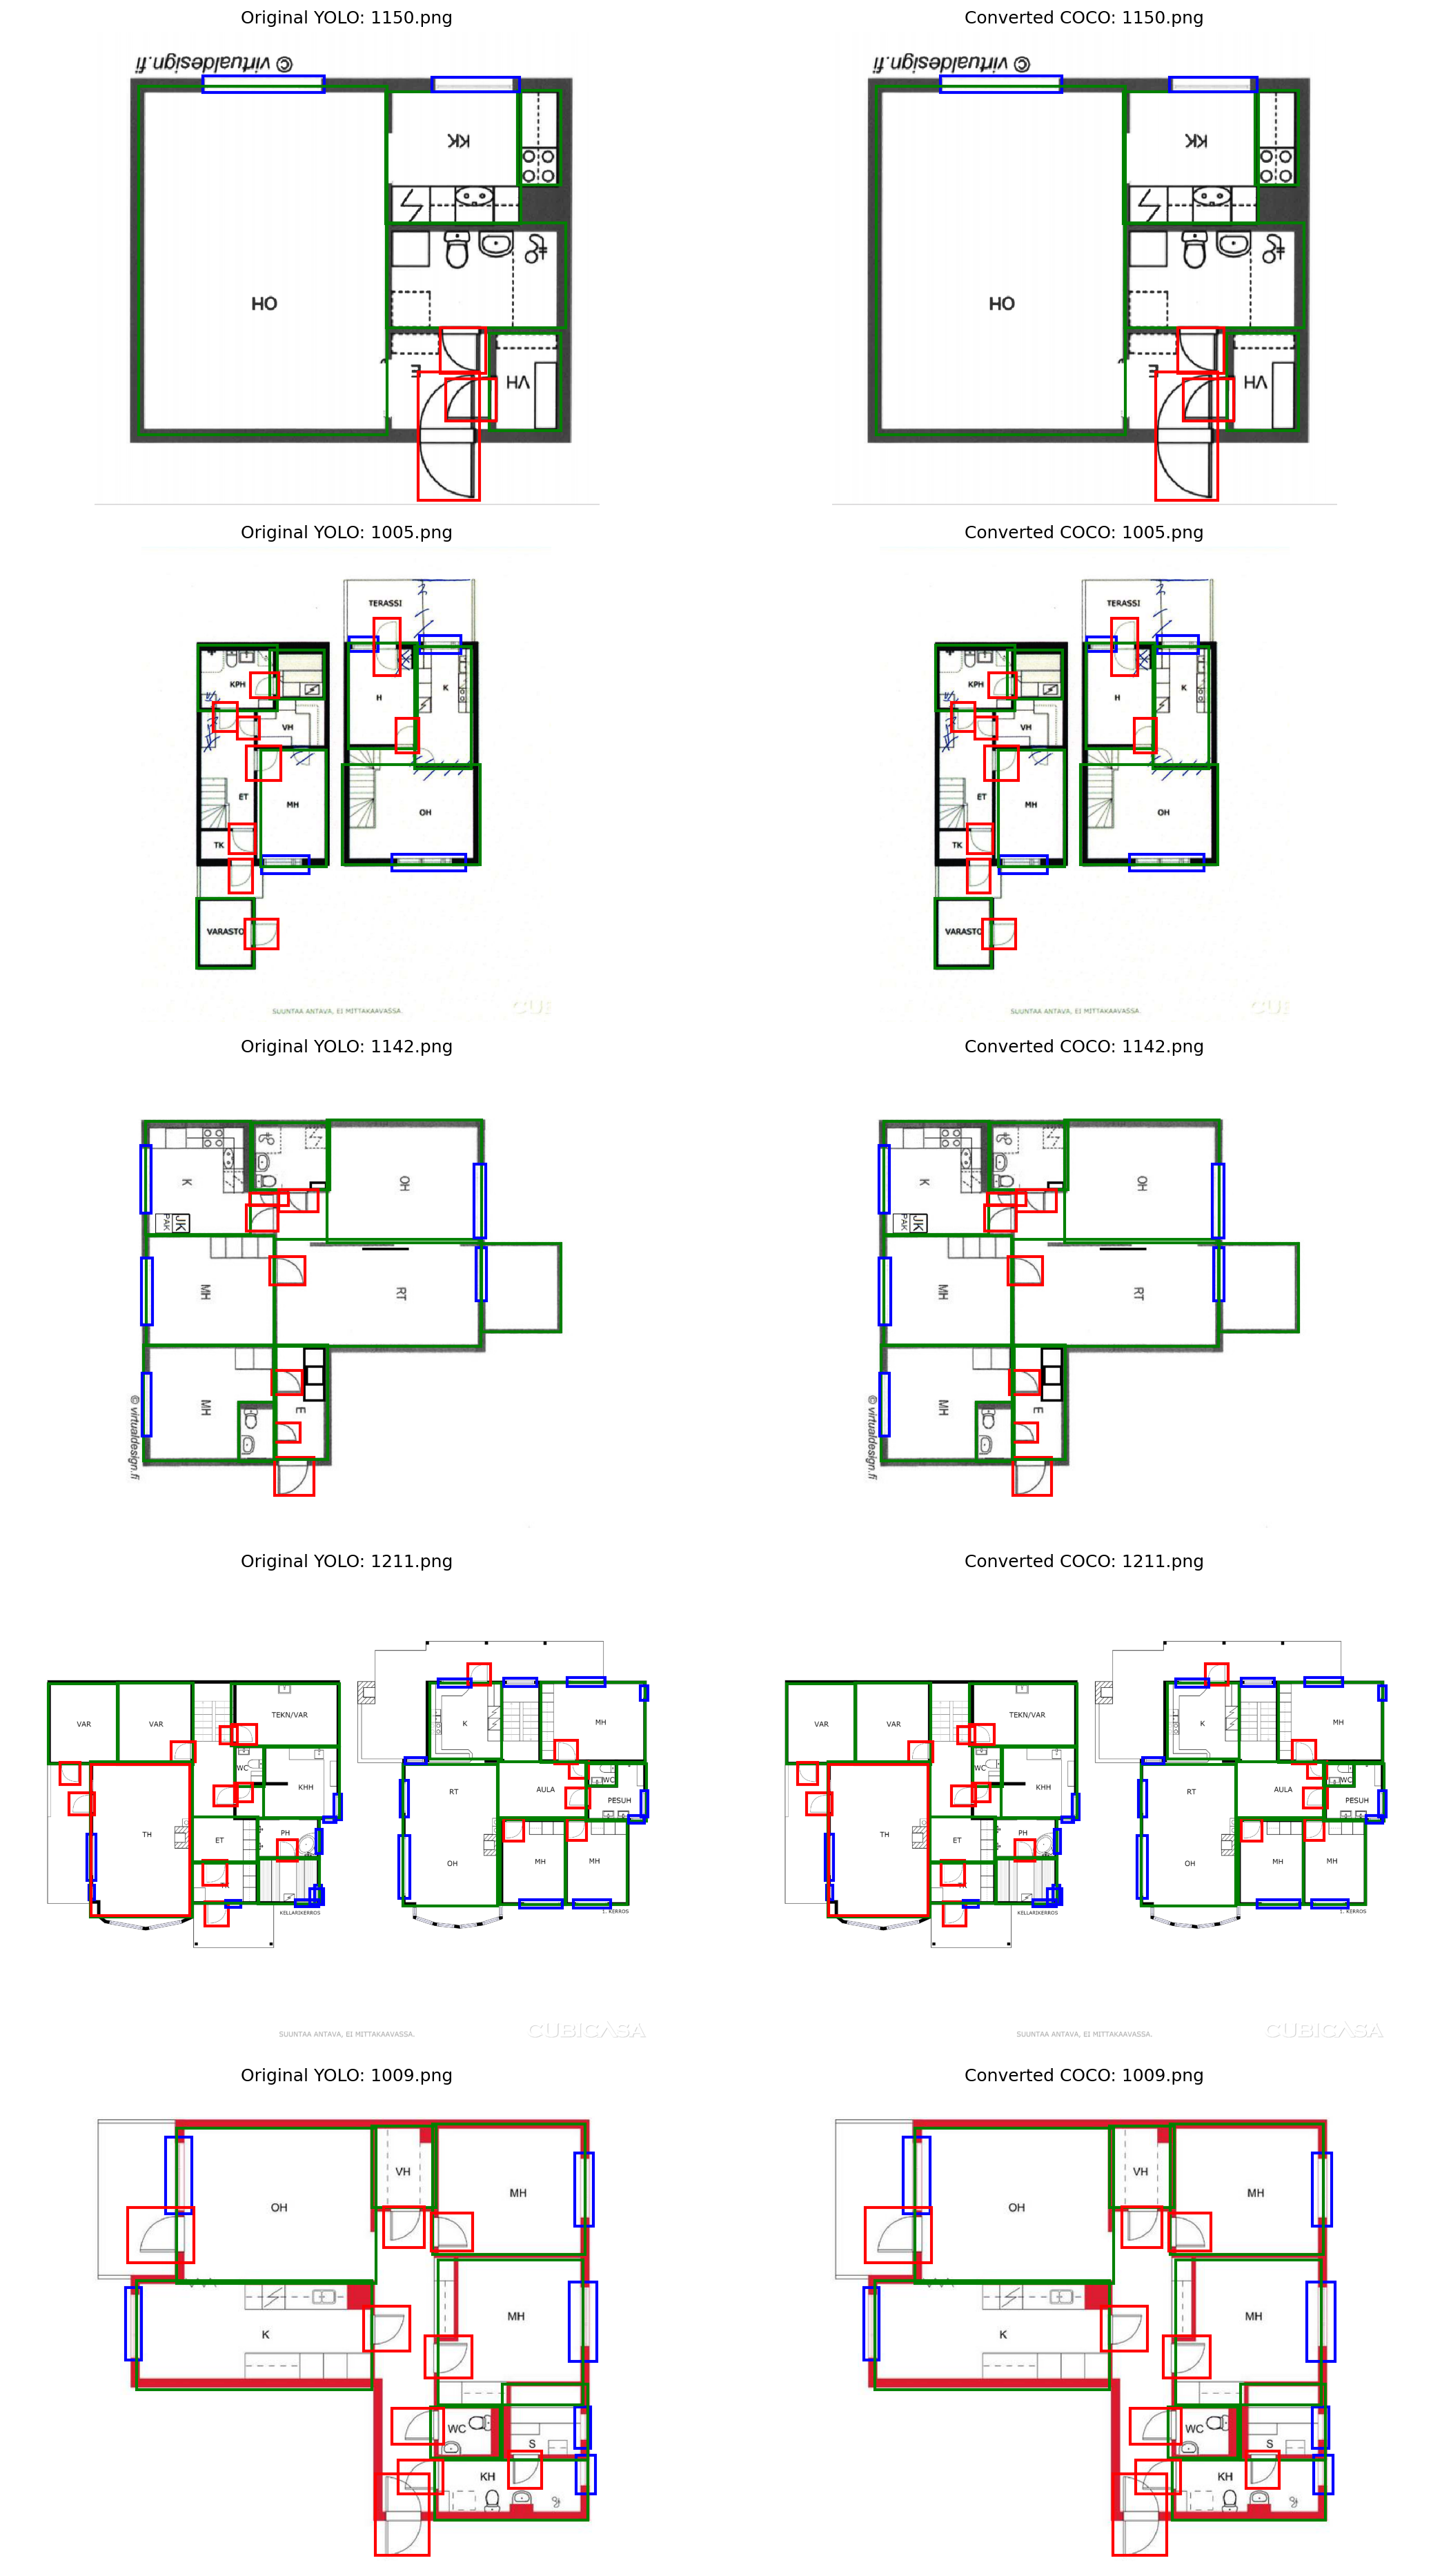 Original YOLO: 1150.png
Converted COCO: 1150.png
© virtualdesign.fi
© virtualdesign.fi
KK
KK
OH
OH
E
VH
E
VH
Original YOLO: 1005.png
Converted COCO: 1005.png
TERASSI
TERASSI
KPH
H
K
KPH
H
K
VH
VH
ET
MH
OH
ET
MH
OH
TK
TK
VARASTO
VARASTO
SUUNTAA ANTAVA, EI MITTAKAAVASSA.
SUUNTAA ANTAVA, EI MITTAKAAVASSA.
Original YOLO: 1142.png
Converted COCO: 1142.png
K
OH
K
OH
PAK
JK
PAK
JK
MH
RT
MH
RT
MH
E
MH
E
© virtualdesign.fi
© virtualdesign.fi
Original YOLO: 1211.png
Converted COCO: 1211.png
VAR
VAR
TEKN/VAR
K
MH
VAR
VAR
TEKN/VAR
K
MH
WC
KHH
RT
AULA
WC
PESUH
WC
KHH
RT
AULA
WC
PESUH
TH
ET
PH
OH
MH
MH
TH
ET
PH
OH
MH
MH
KELLARIKERROS
1. KERROS
KELLARIKERROS
1. KERROS
SUUNTAA ANTAVA, EI MITTAKAAVASSA.
CUBICASA
SUUNTAA ANTAVA, EI MITTAKAAVASSA.
CUBICASA
Original YOLO: 1009.png
Converted COCO: 1009.png
VH
MH
OH
VH
MH
OH
MH
K
MH
K
WC
S
KH
WC
S
KH